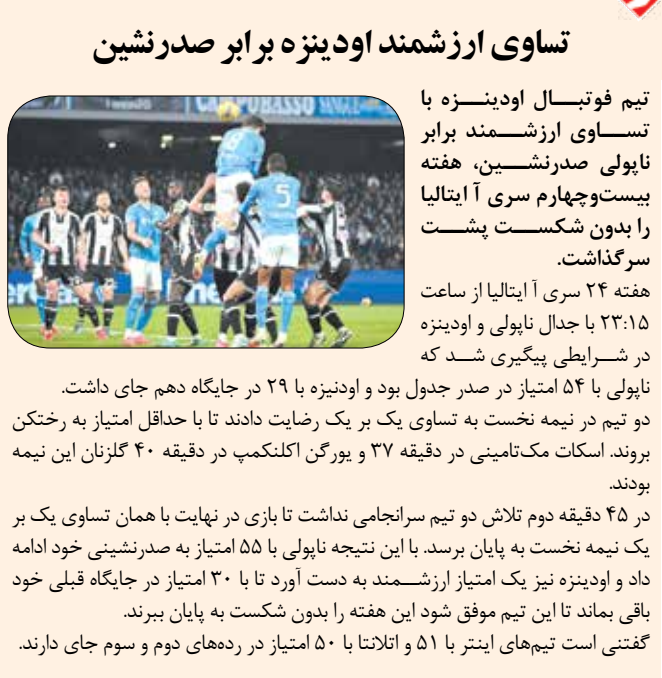 تساوی ارزشمند اودینزه برابر صدرنشین
تیم فوتبال اودینزه با
تساوی ارزشمند برابر
ناپولی صدرنشین، هفته
بیست‌وچهارم سری آ ایتالیا
را بدون شکست پشت
سر گذاشت.
هفته ۲۴ سری آ ایتالیا از ساعت
۲۳:۱۵ با جدال ناپولی و اودینزه
در شرایطی پیگیری شد که
ناپولی با ۵۴ امتیاز در صدر جدول بود و اودنیزه با ۲۹ در جایگاه دهم جای داشت.
دو تیم در نیمه نخست به تساوی یک بر یک رضایت دادند تا با حداقل امتیاز به رختکن
بروند. اسکات مک‌تامینی در دقیقه ۳۷ و یورگن اکلنکمپ در دقیقه ۴۰ گلزنان این نیمه
بودند.
در ۴۵ دقیقه دوم تلاش دو تیم سرانجامی نداشت تا بازی در نهایت با همان تساوی یک بر
یک نیمه نخست به پایان برسد. با این نتیجه ناپولی با ۵۵ امتیاز به صدرنشینی خود ادامه
داد و اودینزه نیز یک امتیاز ارزشمند به دست آورد تا با ۳۰ امتیاز در جایگاه قبلی خود
باقی بماند تا این تیم موفق شود این هفته را بدون شکست به پایان ببرند.
گفتنی است تیم‌های اینتر با ۵۱ و اتلانتا با ۵۰ امتیاز در رده‌های دوم و سوم جای دارند.
CAMPOBASSO
8
5